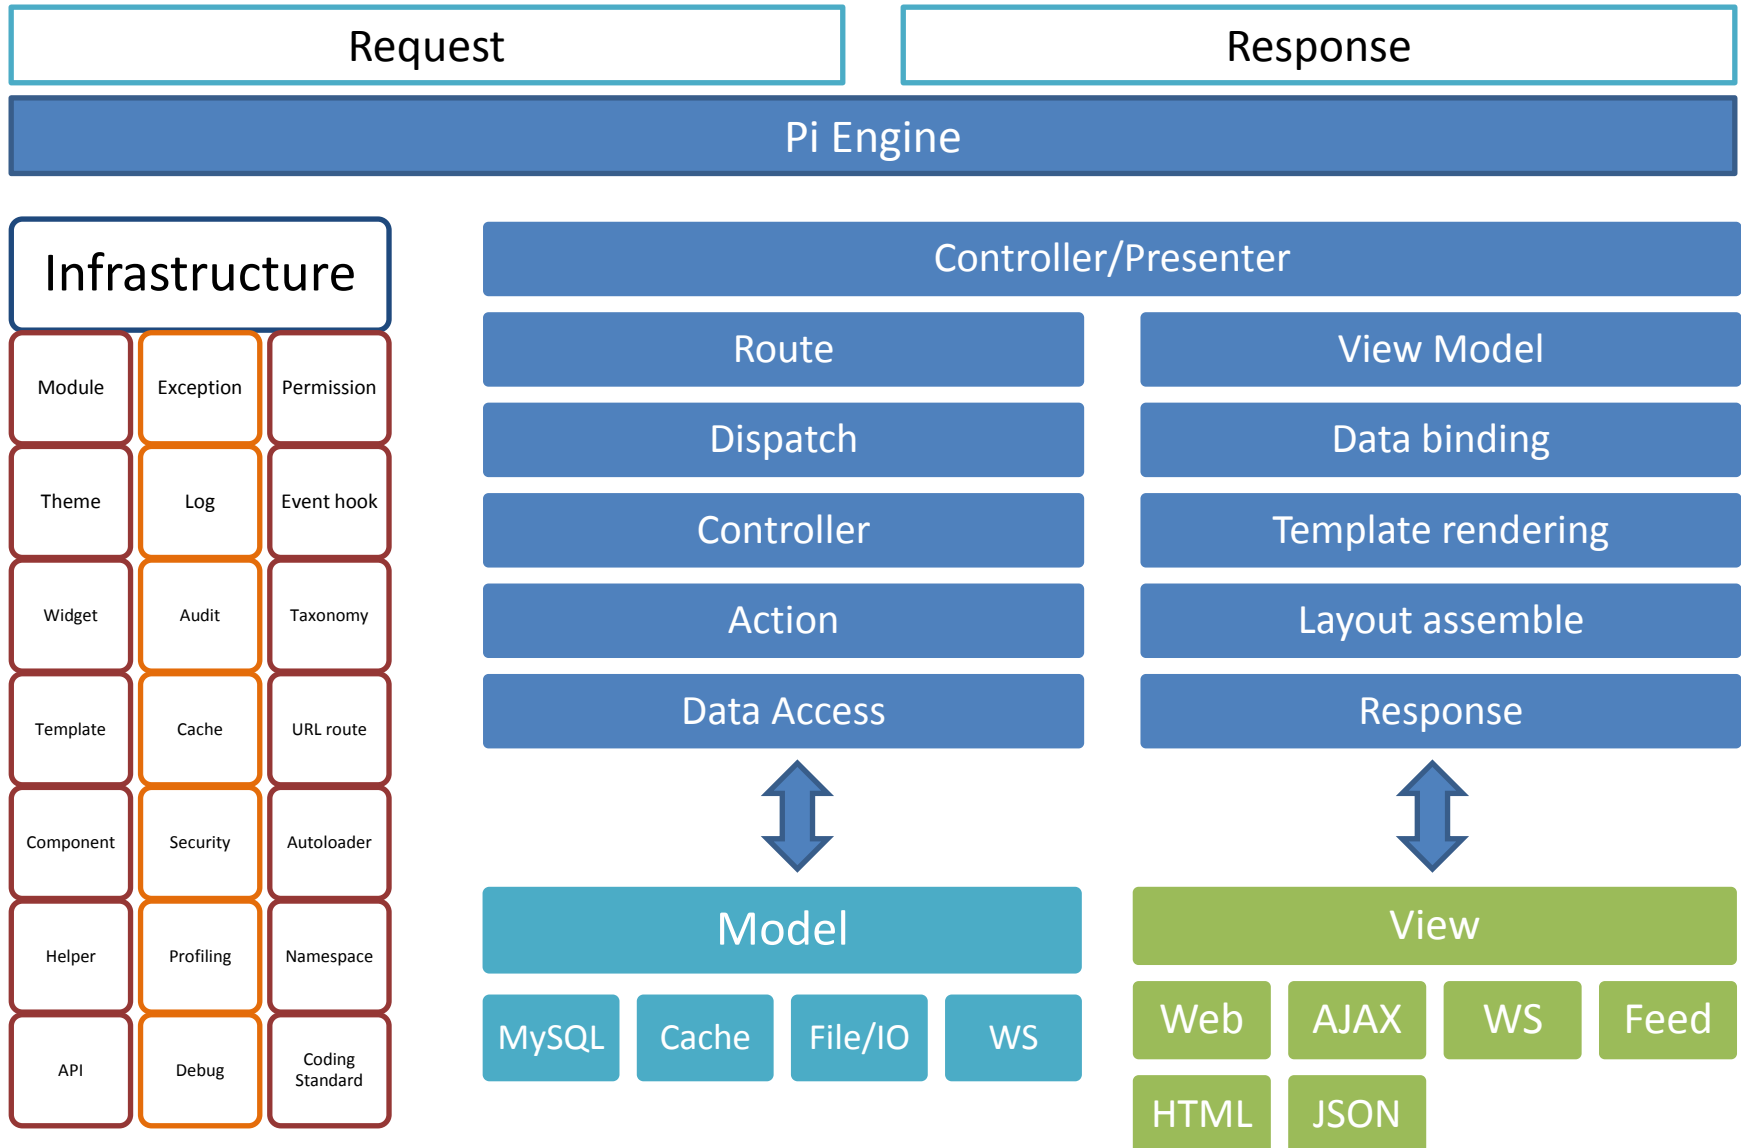 Request
Response
Pi Engine
Infrastructure
Module
Exception
Permission
Theme
Log
Event hook
Widget
Audit
Taxonomy
Template
Cache
URL route
Component
Security
Autoloader
Helper
Profiling
Namespace
API
Debug
Coding
Standard
Controller/Presenter
Route
View Model
Dispatch
Data binding
Controller
Template rendering
Action
Layout assemble
Data Access
Response
Model
MySQL
Cache
File/IO
WS
View
Web
AJAX
WS
Feed
HTML
JSON